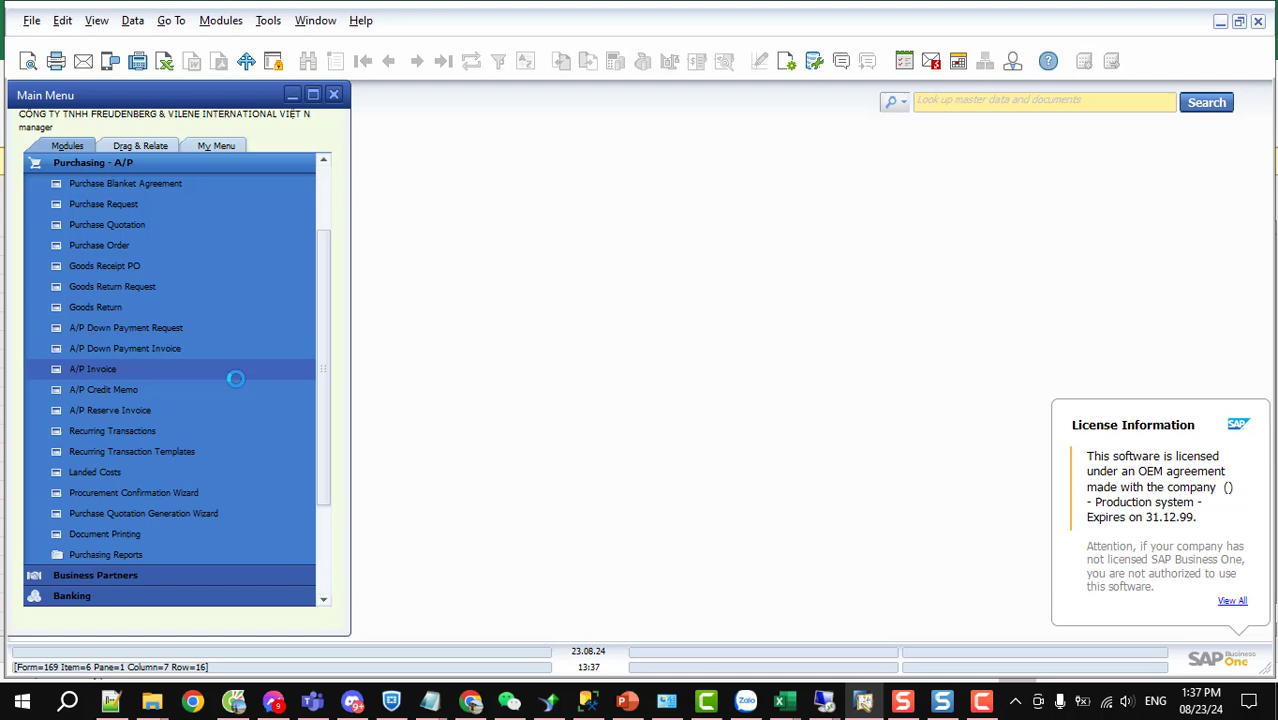 File Edit View Data Go To Modules Tools Window Help
Main Menu
Look up master data and documents
Search
CÔNG TY TNHH FREUDENBERG & VILENE INTERNATIONAL VIỆT N
manager
Modules Drag & Relate My Menu
Purchasing - A/P
Purchase Blanket Agreement
Purchase Request
Purchase Quotation
Purchase Order
Goods Receipt PO
Goods Return Request
Goods Return
A/P Down Payment Request
A/P Down Payment Invoice
A/P Invoice
A/P Credit Memo
A/P Reserve Invoice
Recurring Transactions
Recurring Transaction Templates
Landed Costs
Procurement Confirmation Wizard
Purchase Quotation Generation Wizard
Document Printing
Purchasing Reports
Business Partners
Banking
License Information
SAP
This software is licensed
under an OEM agreement
made with the company ()
- Production system -
Expires on 31.12.99.
Attention, if your company has
not licensed SAP Business One,
you are not authorized to use
this software.
View All
23.08.24
[Form=169 Item=6 Pane=1 Column=7 Row=16]
13:37
SAP Business One
ENG
1:37 PM
08/23/24